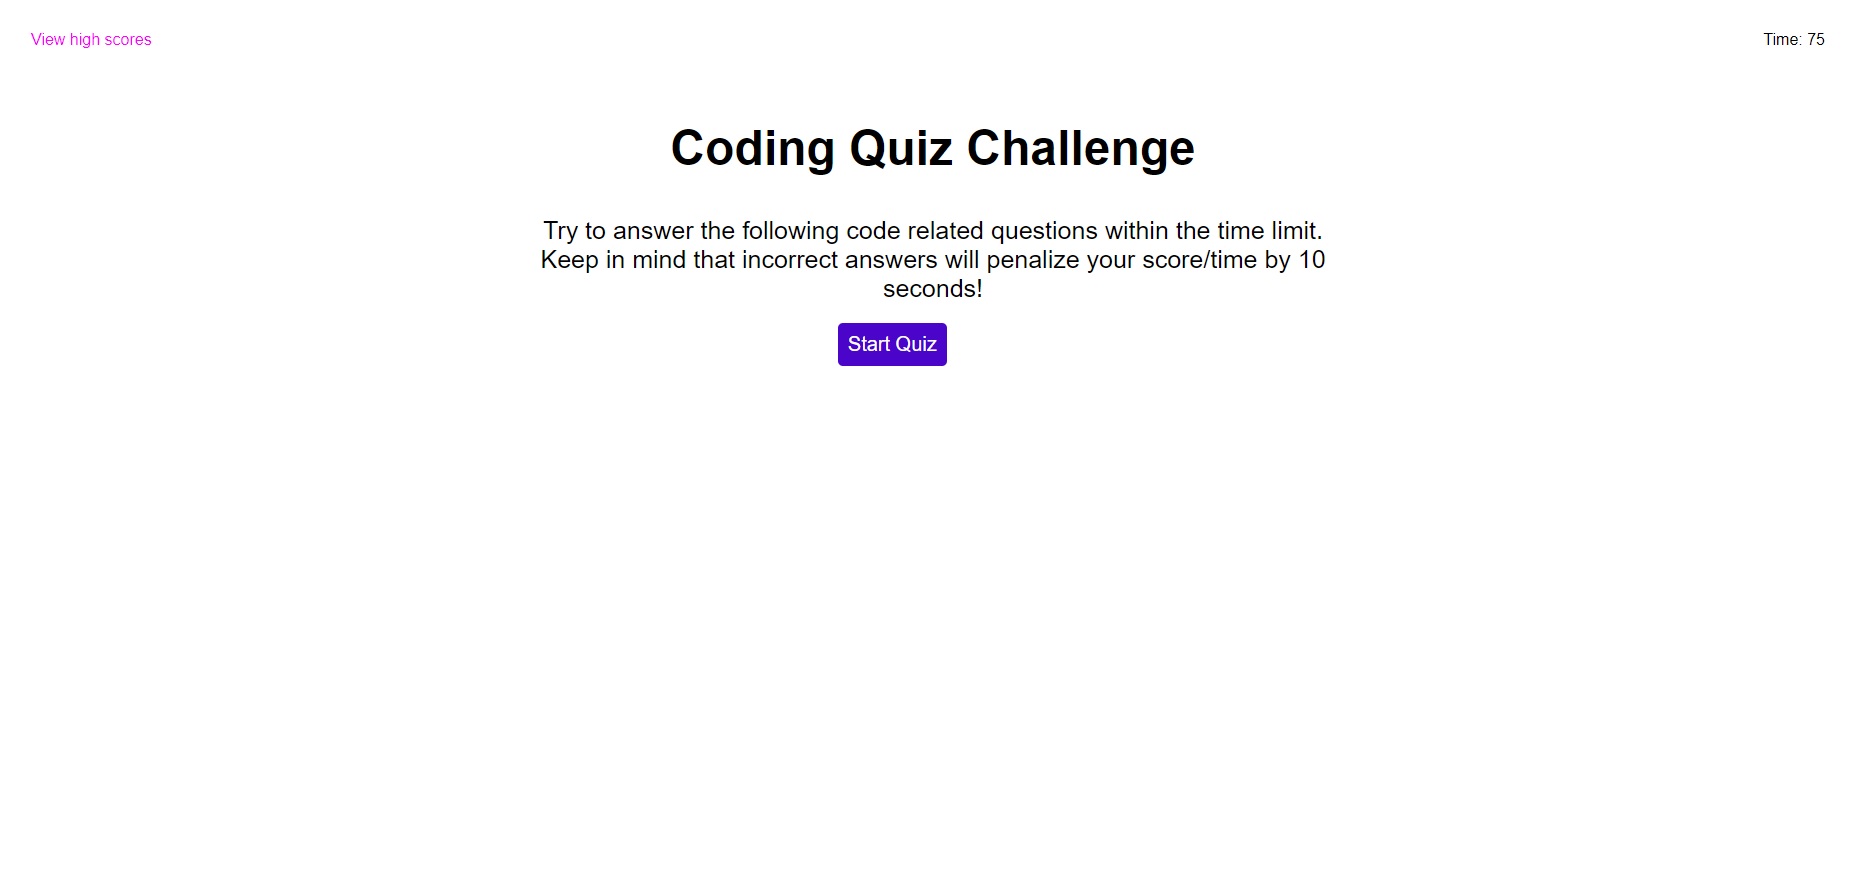 View high scores
Time: 75
Coding Quiz Challenge
Try to answer the following code related questions within the time limit.
Keep in mind that incorrect answers will penalize your score/time by 10
seconds!
Start Quiz